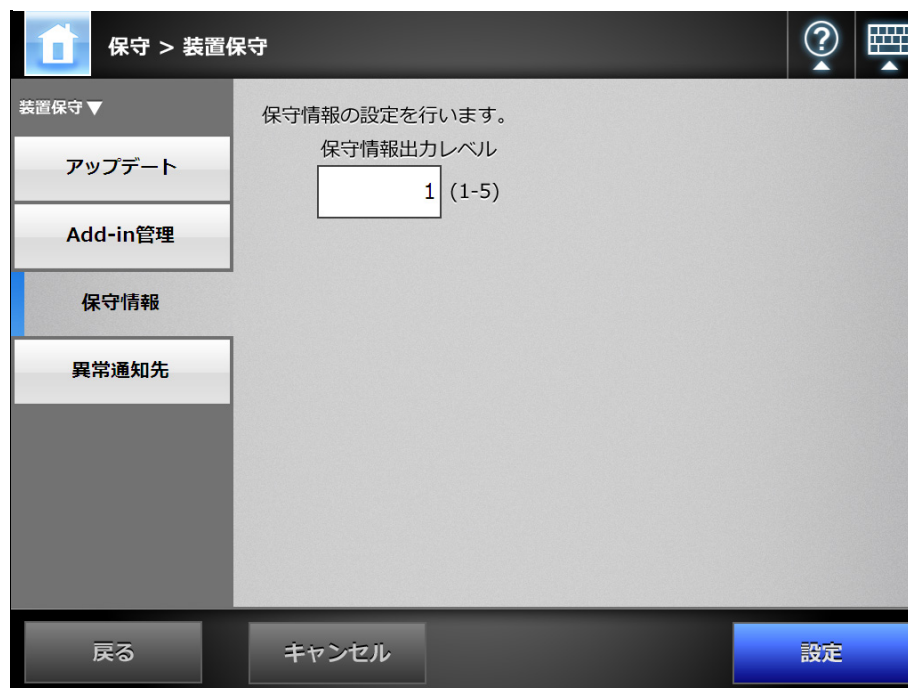 保守 > 装置保守
?
装置保守▼
アップデート
Add-in管理
保守情報
異常通知先
保守情報の設定を行います。
保守情報出力レベル
1 (1-5)
戻る
キャンセル
設定